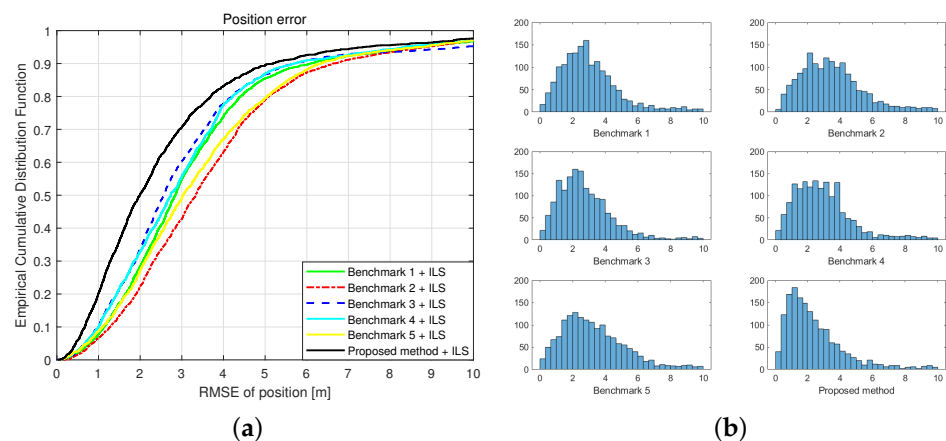 Position error
Empirical Cumulative Distribution Function
1
0.9
0.8
0.7
0.6
0.5
0.4
0.3
0.2
0.1
0
0 1 2 3 4 5 6 7 8 9 10
RMSE of position [m]
Benchmark 1 + ILS
Benchmark 2 + ILS
Benchmark 3 + ILS
Benchmark 4 + ILS
Benchmark 5 + ILS
Proposed method + ILS
(a)
200
150
100
50
0
0 2 4 6 8 10
Benchmark 1
200
150
100
50
0
0 2 4 6 8 10
Benchmark 2
200
150
100
50
0
0 2 4 6 8 10
Benchmark 3
200
150
100
50
0
0 2 4 6 8 10
Benchmark 4
200
150
100
50
0
0 2 4 6 8 10
Benchmark 5
200
150
100
50
0
0 2 4 6 8 10
Proposed method
(b)